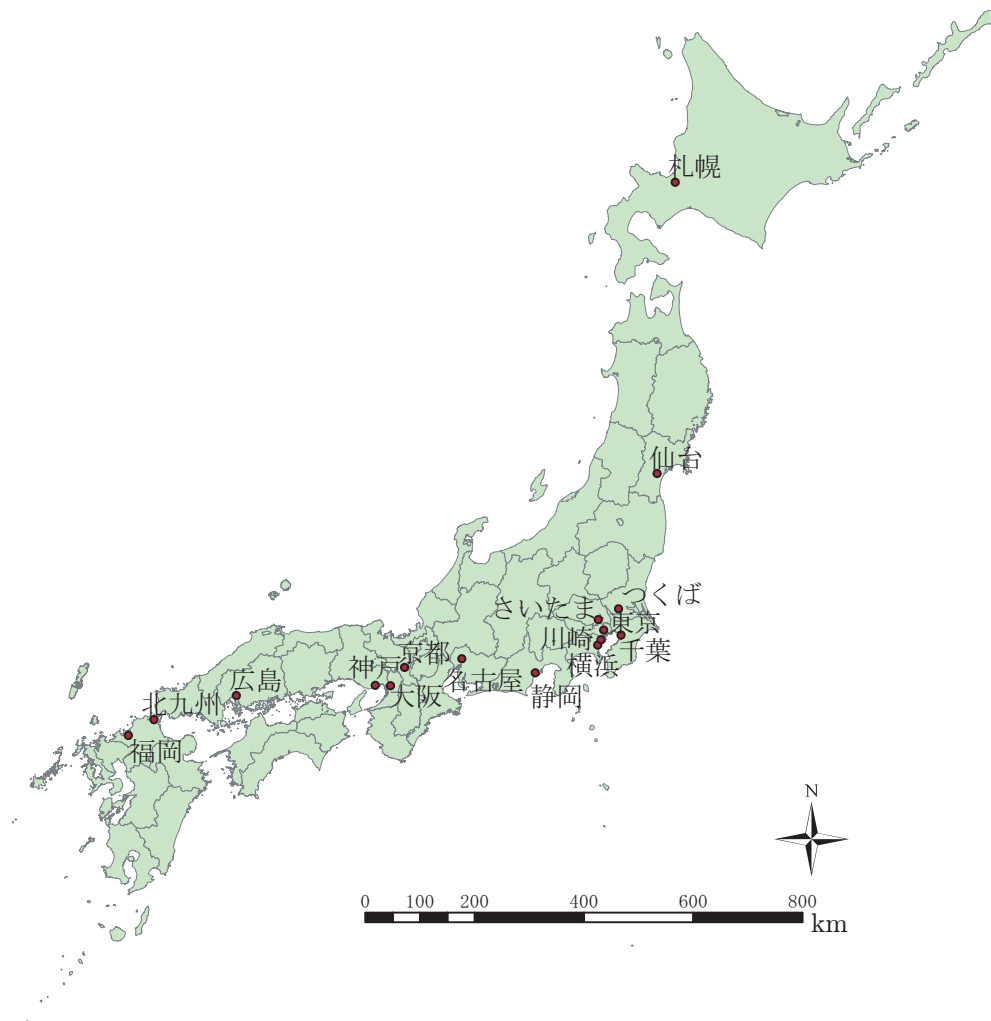 札幌
仙台
つくば
さいたま
東京
川崎
千葉
横浜
京都
神戸
名古屋
大阪
静岡
広島
北九州
福岡
N
0 100 200 400 600 800
km